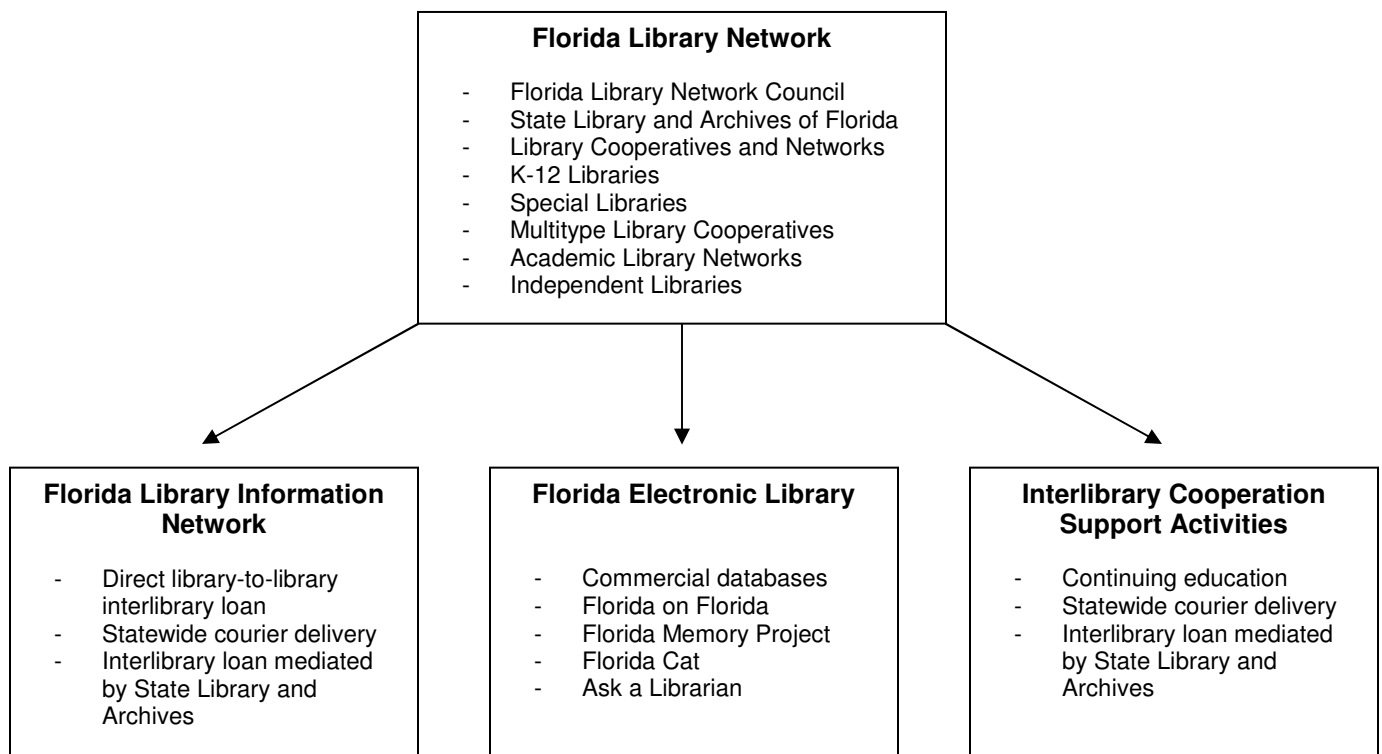 Florida Library Network
- Florida Library Network Council
- State Library and Archives of Florida
- Library Cooperatives and Networks
- K-12 Libraries
- Special Libraries
- Multitype Library Cooperatives
- Academic Library Networks
- Independent Libraries
Florida Library Information
Network
- Direct library-to-library
interlibrary loan
- Statewide courier delivery
- Interlibrary loan mediated
by State Library and
Archives
Florida Electronic Library
- Commercial databases
- Florida on Florida
- Florida Memory Project
- Florida Cat
- Ask a Librarian
Interlibrary Cooperation
Support Activities
- Continuing education
- Statewide courier delivery
- Interlibrary loan mediated
by State Library and
Archives